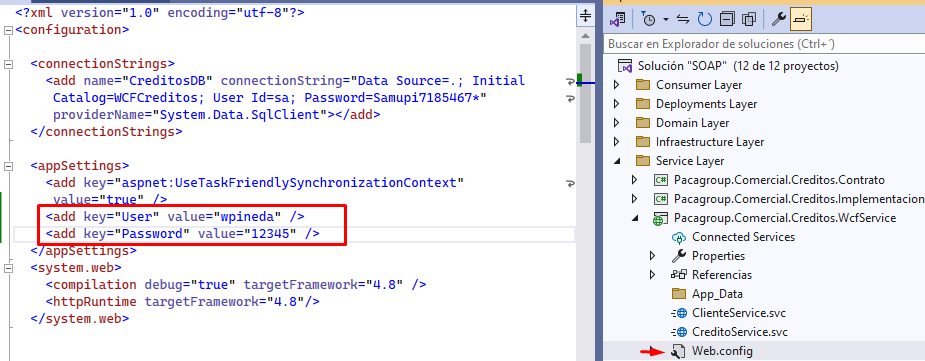 <?xml version="1.0" encoding="utf-8"?>
<configuration>
<connectionStrings>
<add name="CreditosDB" connectionString="Data Source=.; Initial
Catalog=WCFCreditos; User Id=sa; Password=Samupi7185467*"
providerName="System.Data.SqlClient"></add>
</connectionStrings>
<appSettings>
<add key="aspnet:UseTaskFriendlySynchronizationContext"
value="true" />
<add key="User" value="wpineda" />
<add key="Password" value="12345" />
</appSettings>
<system.web>
<compilation debug="true" targetFramework="4.8" />
<httpRuntime targetFramework="4.8"/>
</system.web>
Buscar en Explorador de soluciones (Ctrl+´)
Solución "SOAP" (12 de 12 proyectos)
Consumer Layer
Deployments Layer
Domain Layer
Infraestructure Layer
Service Layer
Pacagroup.Comercial.Creditos.Contrato
Pacagroup.Comercial.Creditos.Implementacion
Pacagroup.Comercial.Creditos.WcfService
Connected Services
Properties
Referencias
App_Data
ClienteService.svc
CreditoService.svc
Web.config